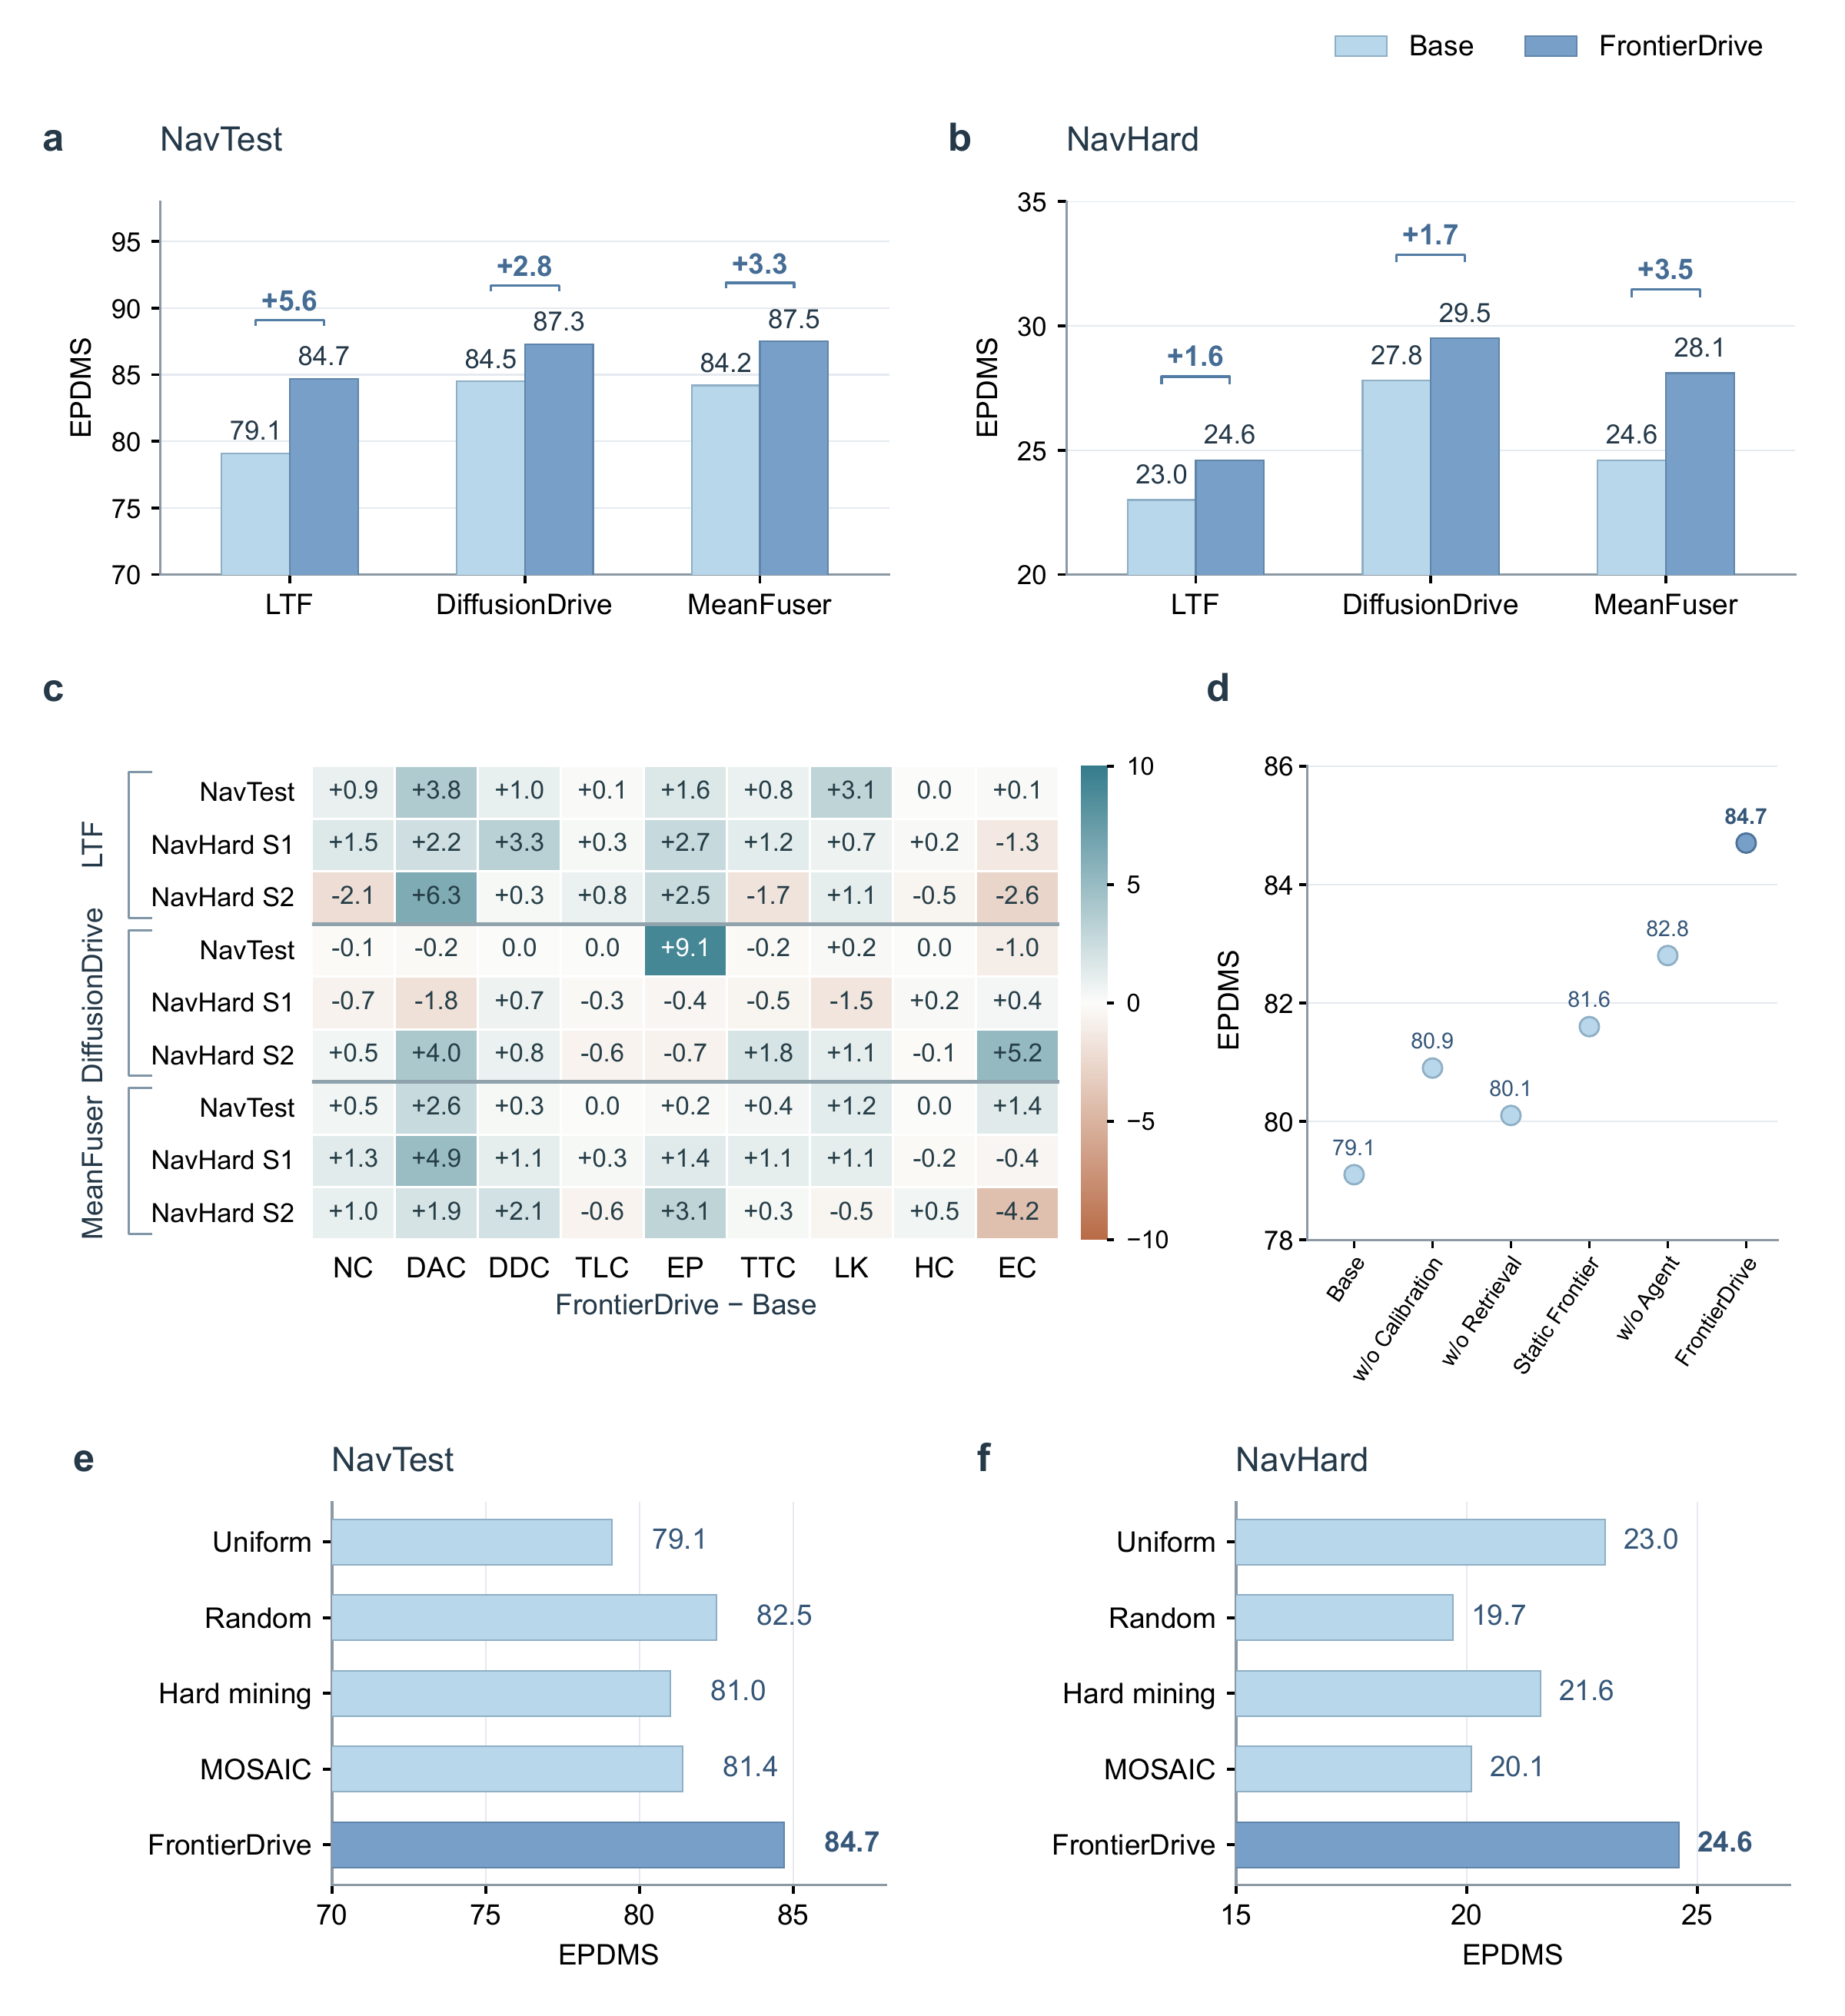 Base FrontierDrive
a NavTest
EPDMS
95
90
85
80
75
70
+5.6
+2.8
+3.3
79.1
84.7
84.5
87.3
84.2
87.5
LTF DiffusionDrive MeanFuser
b NavHard
EPDMS
35
30
25
20
+1.6
+1.7
+3.5
23.0
24.6
27.8
29.5
24.6
28.1
LTF DiffusionDrive MeanFuser
c
LTF
NavTest +0.9 +3.8 +1.0 +0.1 +1.6 +0.8 +3.1 0.0 +0.1
NavHard S1 +1.5 +2.2 +3.3 +0.3 +2.7 +1.2 +0.7 +0.2 -1.3
NavHard S2 -2.1 +6.3 +0.3 +0.8 +2.5 -1.7 +1.1 -0.5 -2.6
DiffusionDrive
NavTest -0.1 -0.2 0.0 0.0 +9.1 -0.2 +0.2 0.0 -1.0
NavHard S1 -0.7 -1.8 +0.7 -0.3 -0.4 -0.5 -1.5 +0.2 +0.4
NavHard S2 +0.5 +4.0 +0.8 -0.6 -0.7 +1.8 +1.1 -0.1 +5.2
MeanFuser
NavTest +0.5 +2.6 +0.3 0.0 +0.2 +0.4 +1.2 0.0 +1.4
NavHard S1 +1.3 +4.9 +1.1 +0.3 +1.4 +1.1 +1.1 -0.2 -0.4
NavHard S2 +1.0 +1.9 +2.1 -0.6 +3.1 +0.3 -0.5 +0.5 -4.2
NC DAC DDC TLC EP TTC LK HC EC
FrontierDrive − Base
10
5
0
−5
−10
d
EPDMS
86
84
82
80
78
79.1
80.9
80.1
81.6
82.8
84.7
Base
w/o Calibration
w/o Retrieval
Static Frontier
w/o Agent
FrontierDrive
e NavTest
Uniform 79.1
Random 82.5
Hard mining 81.0
MOSAIC 81.4
FrontierDrive 84.7
70 75 80 85
EPDMS
f NavHard
Uniform 23.0
Random 19.7
Hard mining 21.6
MOSAIC 20.1
FrontierDrive 24.6
15 20 25
EPDMS